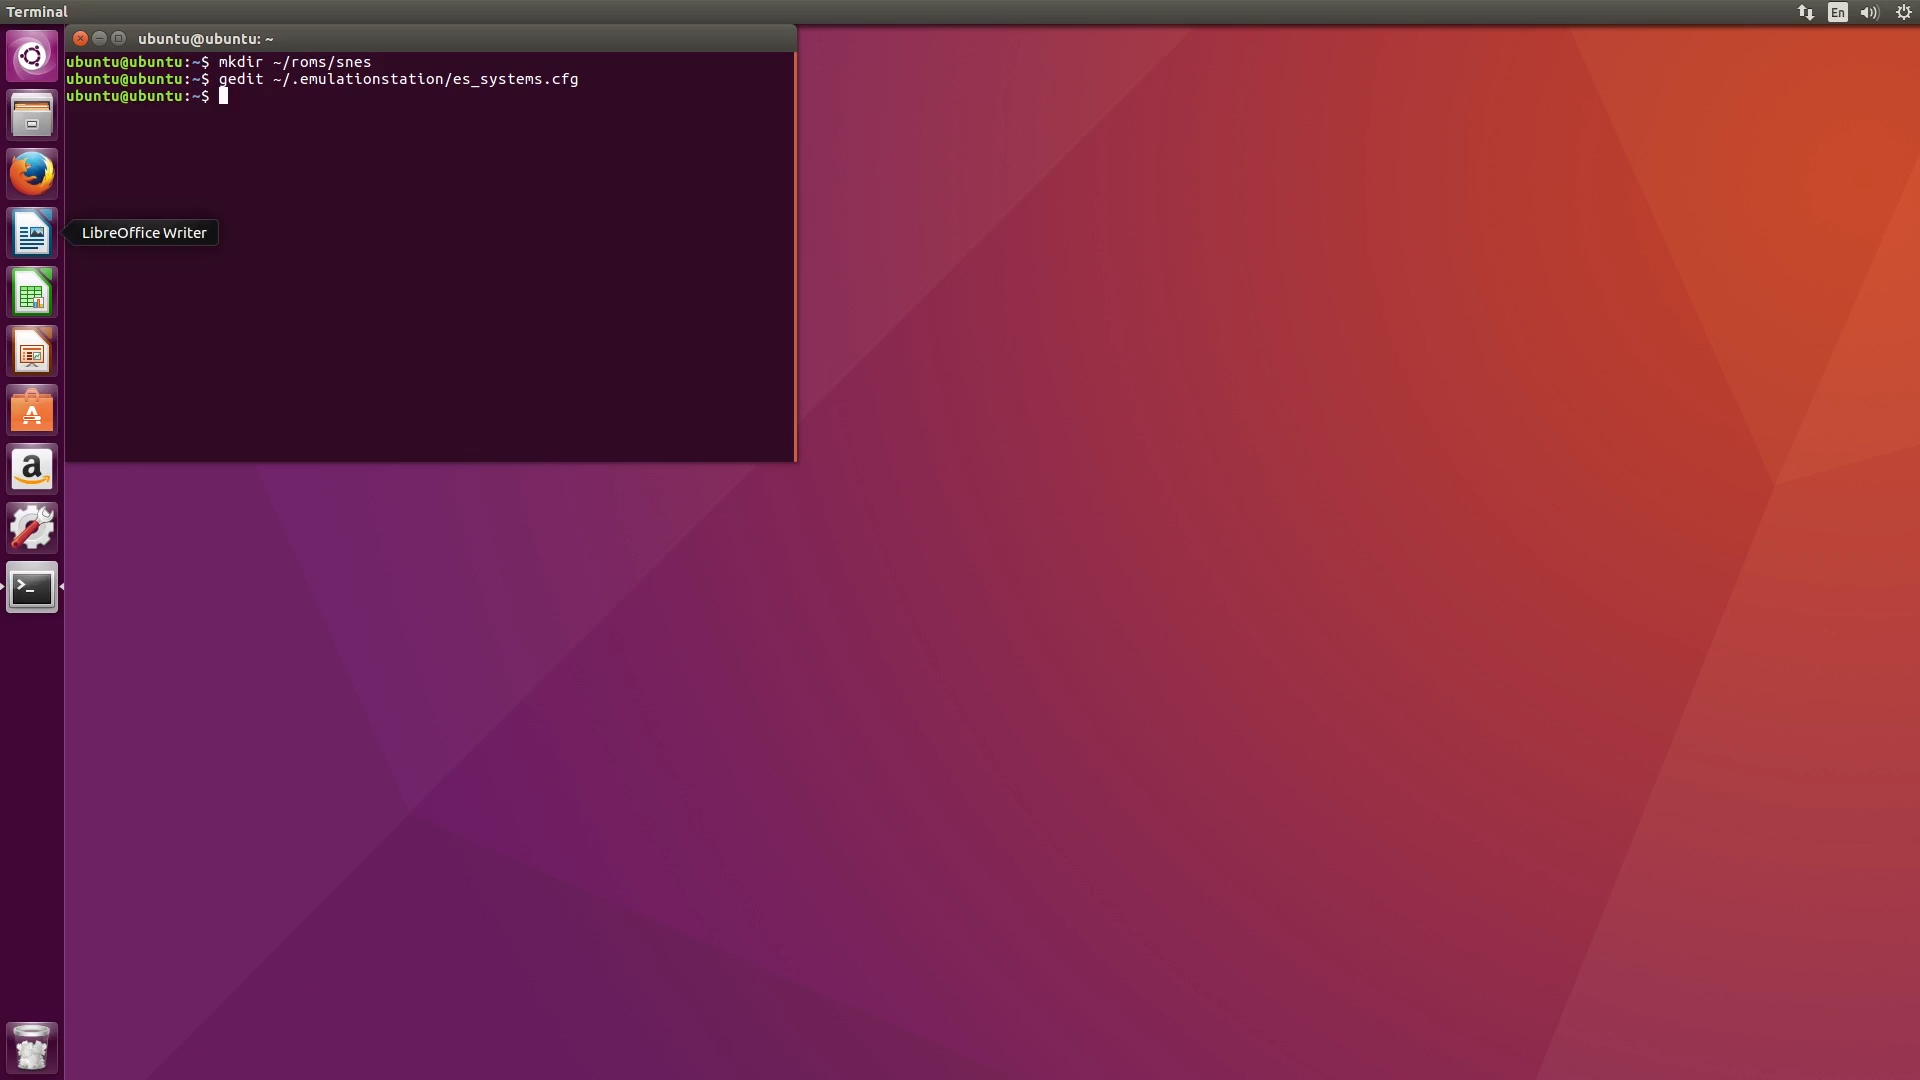 Terminal
En
ubuntu@ubuntu: ~
ubuntu@ubuntu:~$ mkdir ~/roms/snes
ubuntu@ubuntu:~$ gedit ~/.emulationstation/es_systems.cfg
ubuntu@ubuntu:~$
LibreOffice Writer
A
a
>_